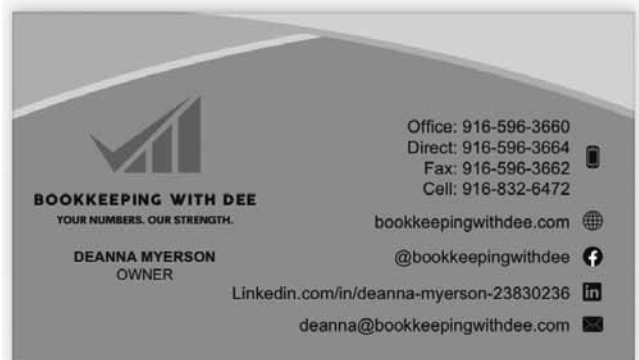 BOOKKEEPING WITH DEE
YOUR NUMBERS. OUR STRENGTH.
DEANNA MYERSON
OWNER
Office: 916-596-3660
Direct: 916-596-3664
Fax: 916-596-3662
Cell: 916-832-6472
bookkeepingwithdee.com
@bookkeepingwithdee
Linkedin.com/in/deanna-myerson-23830236
deanna@bookkeepingwithdee.com